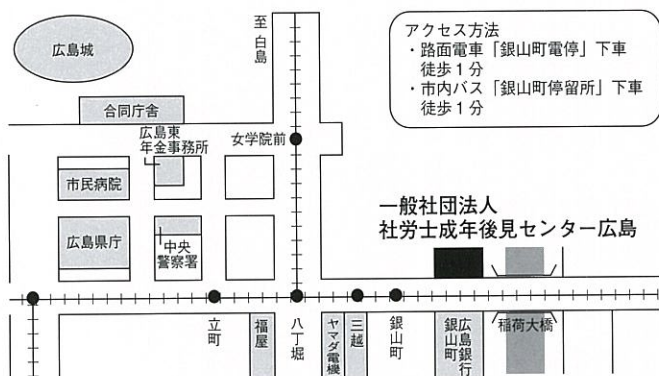 広島城
至 白島
アクセス方法
・路面電車「銀山町電停」下車
徒歩1分
・市内バス「銀山町停留所」下車
徒歩1分
合同庁舎
広島東
年金事務所
女学院前
市民病院
広島県庁
中央
警察署
一般社団法人
社労士成年後見センター広島
立町
福屋
八丁堀
ヤマダ電機
三越
銀山町
広島銀行
銀山町
稲荷大橋